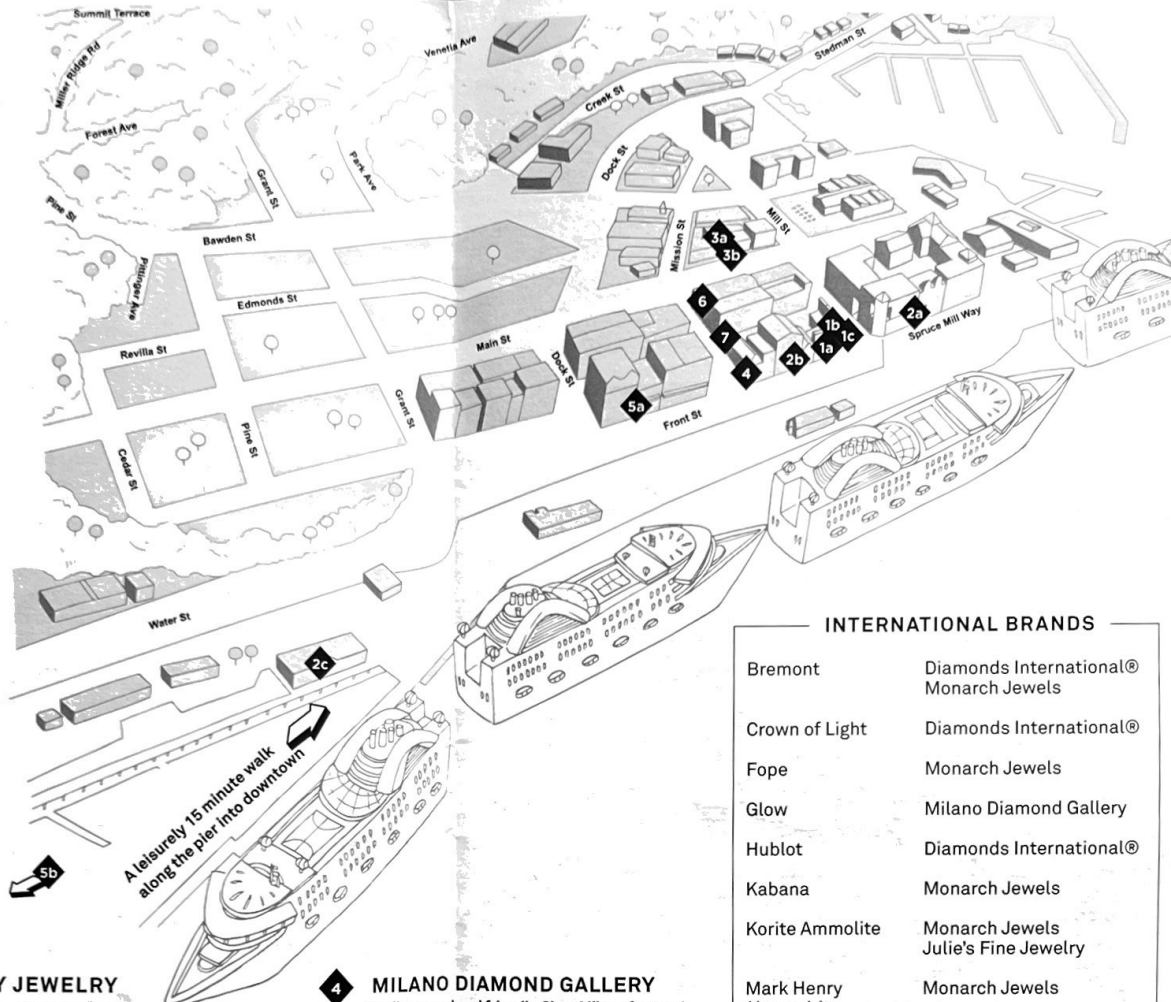 Summit Terrace
Miller Ridge Rd
Forest Ave
Venetia Ave
Stedman St
Creek St
Grant St
Park Ave
Dock St
Pine St
Bawden St
Mission St
Mill St
3a
3b
Pittinger Ave
Edmonds St
6
7
4
2b
1b
1c
1a
2a
Spruce Mill Way
Revilla St
Main St
Dock St
5a
Front St
Grant St
Pine St
Cedar St
Water St
2c
A leisurely 15 minute walk
along the pier into downtown
5b
INTERNATIONAL BRANDS
Bremont Diamonds International®
Monarch Jewels
Crown of Light Diamonds International®
Fope Monarch Jewels
Glow Milano Diamond Gallery
Hublot Diamonds International®
Kabana Monarch Jewels
Korite Ammolite Monarch Jewels
Julie's Fine Jewelry
Mark Henry Monarch Jewels
Y JEWELRY
4 MILANO DIAMOND GALLERY